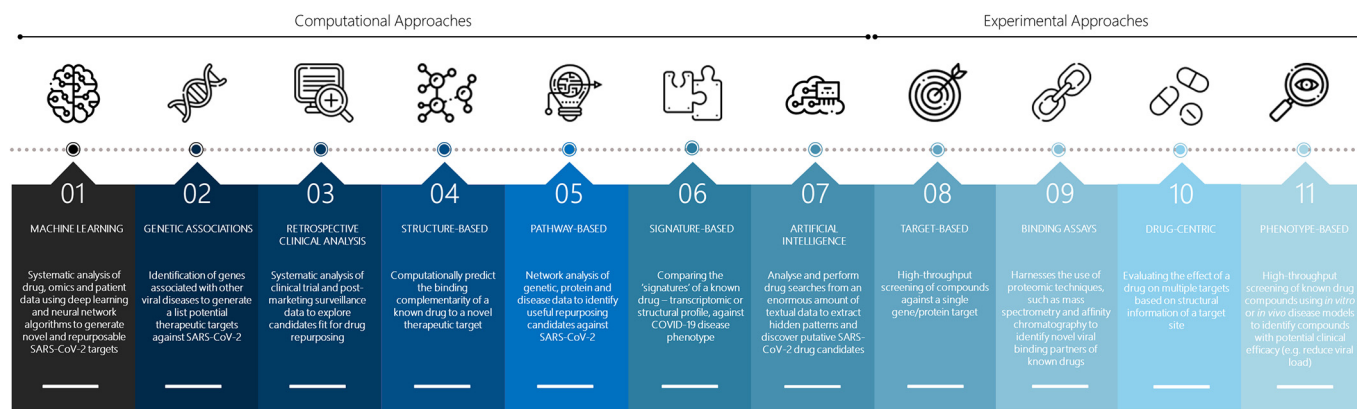 Computational Approaches
Experimental Approaches
01
MACHINE LEARNING
Systematic analysis of
drug, omics and patient
data using deep learning
and neural network
algorithms to generate
novel and repurposable
SARS-CoV-2 targets
02
GENETIC ASSOCIATIONS
Identification of genes
associated with other
viral diseases to generate
a list potential
therapeutic targets
against SARS-CoV-2
03
RETROSPECTIVE
CLINICAL ANALYSIS
Systematic analysis of
clinical trial and post-
marketing surveillance
data to explore
candidates fit for drug
repurposing
04
STRUCTURE-BASED
Computationally predict
the binding
complementarity of a
known drug to a novel
therapeutic target
05
PATHWAY-BASED
Network analysis of
genetic, protein and
disease data to identify
useful repurposing
candidates against
SARS-CoV-2
06
SIGNATURE-BASED
Comparing the
‘signatures’ of a known
drug – transcriptomic or
structural profile, against
COVID-19 disease
phenotype
07
ARTIFICIAL
INTELLIGENCE
Analyse and perform
drug searches from an
enormous amount of
textual data to extract
hidden patterns and
discover putative SARS-
CoV-2 drug candidates
08
TARGET-BASED
High-throughput
screening of compounds
against a single
gene/protein target
09
BINDING ASSAYS
Harnesses the use of
proteomic techniques,
such as mass
spectrometry and affinity
chromatography to
identify novel viral
binding partners of
known drugs
10
DRUG-CENTRIC
Evaluating the effect of a
drug on multiple targets
based on structural
information of a target
site
11
PHENOTYPE-BASED
High-throughput
screening of known drug
compounds using in vitro
or in vivo disease models
to identify compounds
with potential clinical
efficacy (e.g. reduce viral
load)